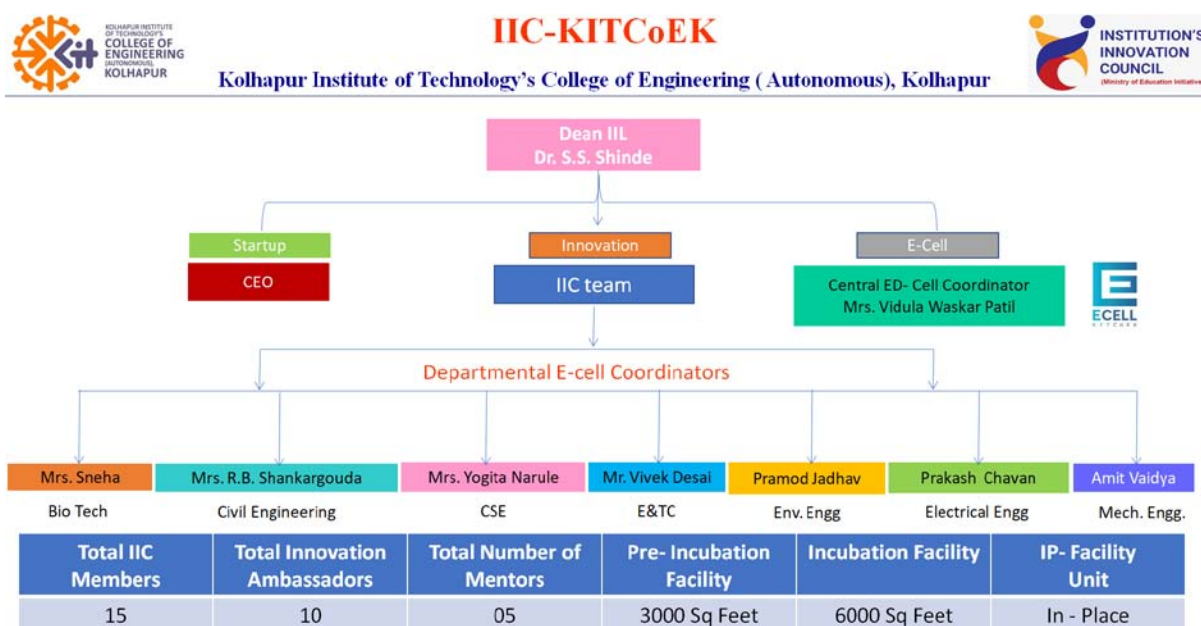 KOLHAPUR INSTITUTE
OF TECHNOLOGY'S
COLLEGE OF
ENGINEERING
(AUTONOMOUS),
KOLHAPUR
Kit
IIC-KITCoEK
Kolhapur Institute of Technology's College of Engineering ( Autonomous), Kolhapur
INSTITUTION'S
INNOVATION
COUNCIL
(Ministry of Education Initiative)
Dean IIL
Dr. S.S. Shinde
Startup
Innovation
E-Cell
CEO
IIC team
Central ED- Cell Coordinator
Mrs. Vidula Waskar Patil
E
ECELL
KITCOEK
Departmental E-cell Coordinators
Mrs. Sneha
Mrs. R.B. Shankargouda
Mrs. Yogita Narule
Mr. Vivek Desai
Pramod Jadhav
Prakash Chavan
Amit Vaidya
Bio Tech
Civil Engineering
CSE
E&TC
Env. Engg
Electrical Engg
Mech. Engg.
Total IIC
Members
Total Innovation
Ambassadors
Total Number of
Mentors
Pre- Incubation
Facility
Incubation Facility
IP- Facility
Unit
15
10
05
3000 Sq Feet
6000 Sq Feet
In - Place